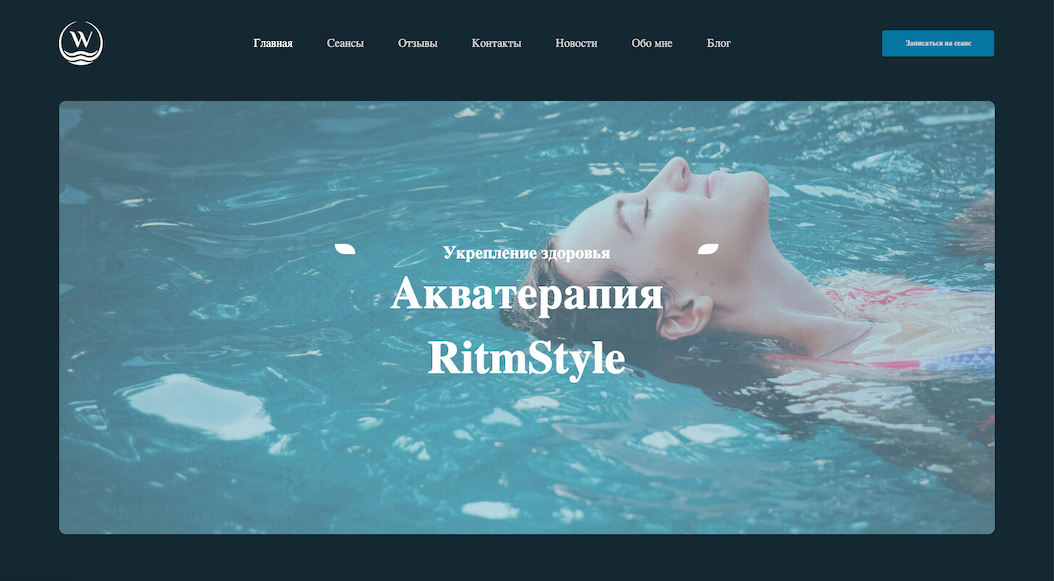 W
Главная Сеансы Отзывы Контакты Новости Обо мне Блог
Записаться на сеанс
Укрепление здоровья
Акватерапия
RitmStyle